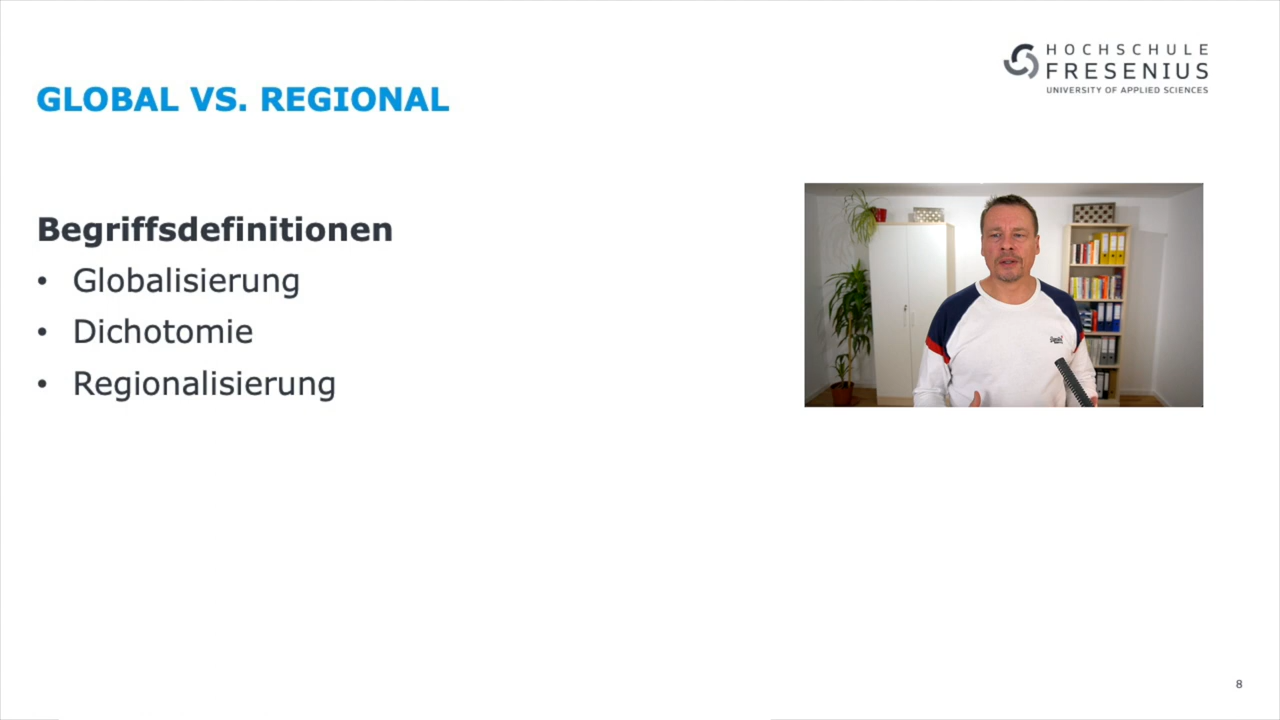 HOCHSCHULE
FRESENIUS
UNIVERSITY OF APPLIED SCIENCES
GLOBAL VS. REGIONAL
Begriffsdefinitionen
• Globalisierung
• Dichotomie
• Regionalisierung
8